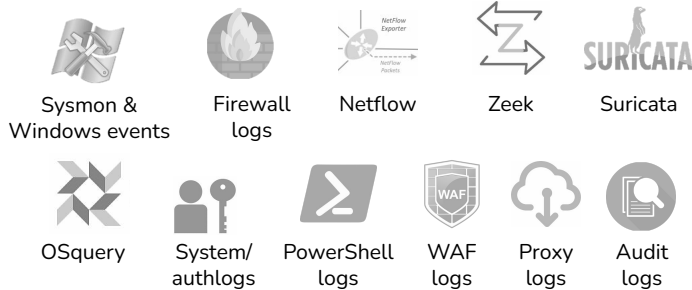 NetFlow
Exporter
NetFlow
Packets
Z
SURICATA
Sysmon &
Windows events
Firewall
logs
Netflow
Zeek
Suricata
WAF
OSquery
System/
authlogs
PowerShell
logs
WAF
logs
Proxy
logs
Audit
logs